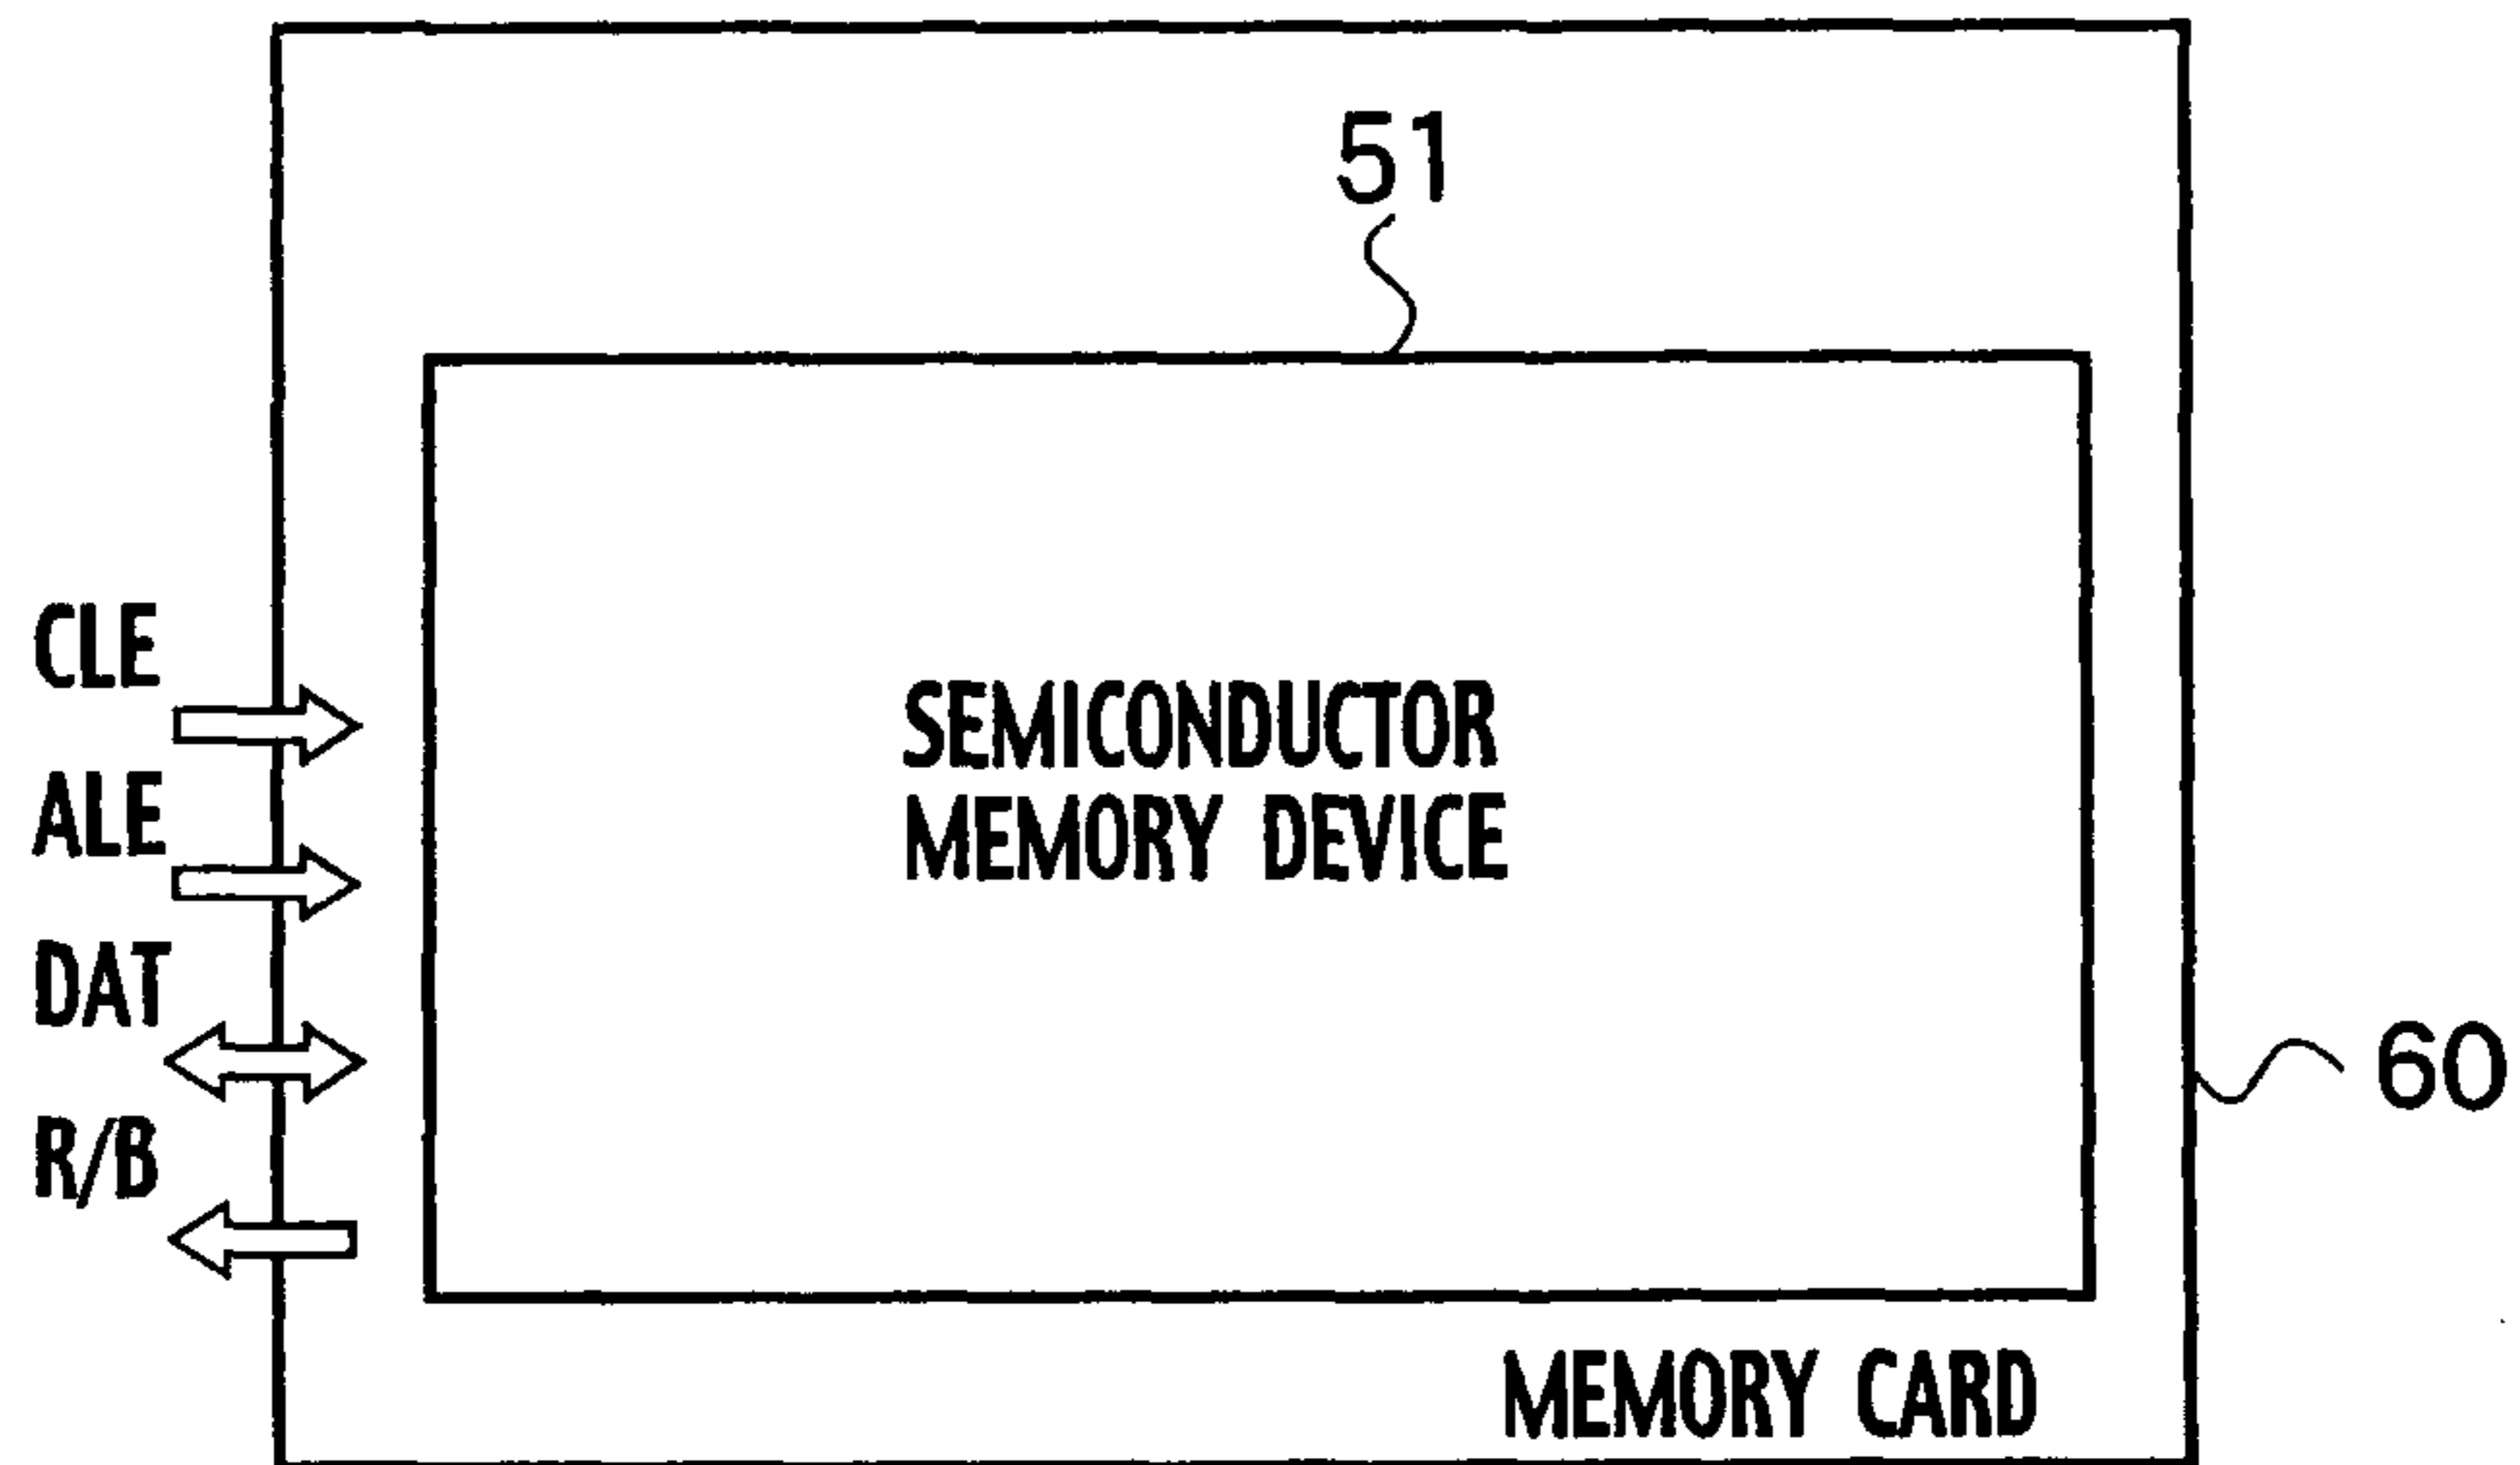 51
CLE
ALE
DAT
R/B
SEMICONDUCTOR
MEMORY DEVICE
60
MEMORY CARD